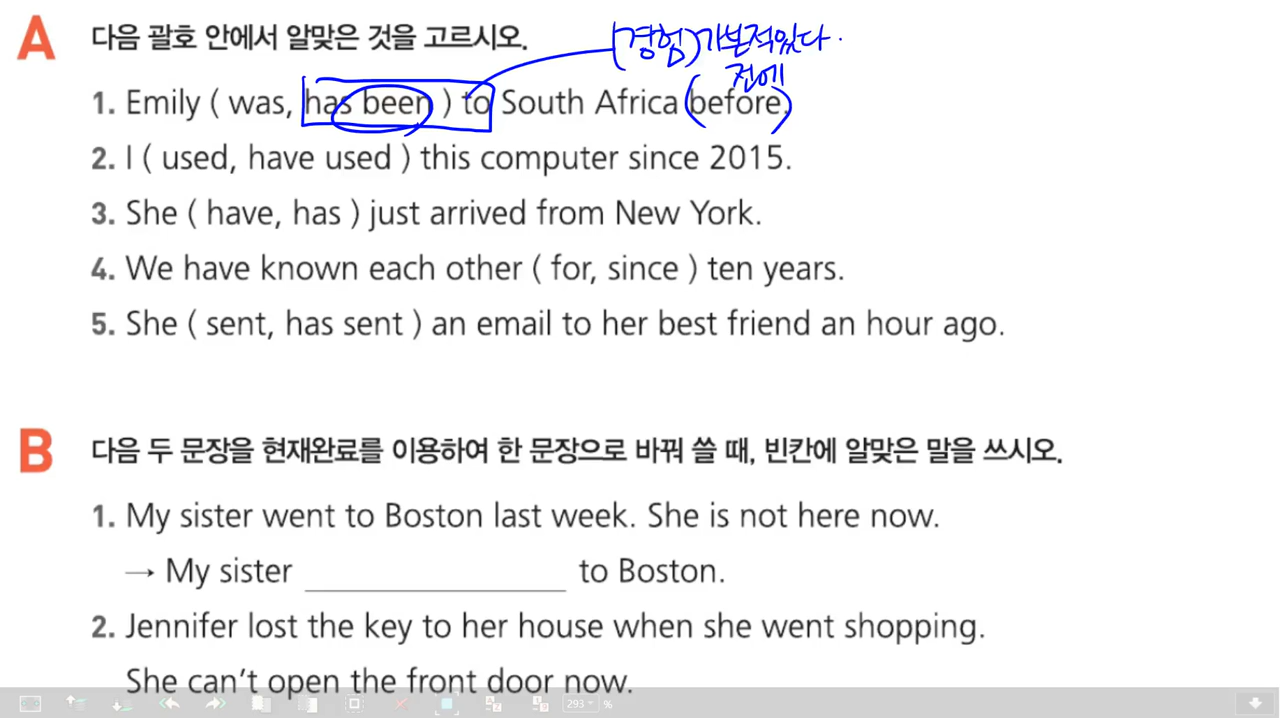 A 다음 괄호 안에서 알맞은 것을 고르시오.
(경험)가본적있다.
전에
1. Emily ( was, has been ) to South Africa before.
2. I ( used, have used ) this computer since 2015.
3. She ( have, has ) just arrived from New York.
4. We have known each other ( for, since ) ten years.
5. She ( sent, has sent ) an email to her best friend an hour ago.
B 다음 두 문장을 현재완료를 이용하여 한 문장으로 바꿔 쓸 때, 빈칸에 알맞은 말을 쓰시오.
1. My sister went to Boston last week. She is not here now.
→ My sister ____________ to Boston.
2. Jennifer lost the key to her house when she went shopping.
She can't open the front door now.
293 %